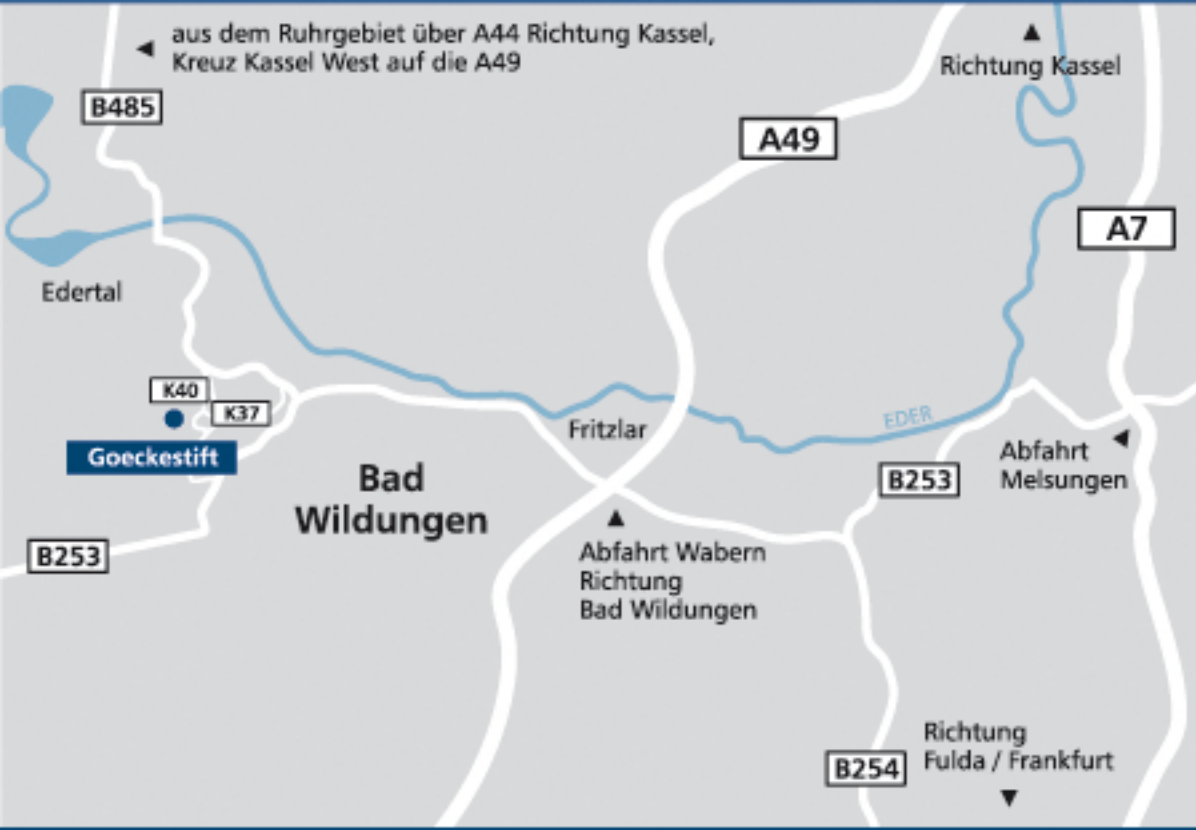 aus dem Ruhrgebiet über A44 Richtung Kassel,
Kreuz Kassel West auf die A49
Richtung Kassel
B485
A49
A7
Edertal
K40
K37
Goeckestift
Fritzlar
EDER
Abfahrt
Melsungen
B253
Bad
Wildungen
B253
Abfahrt Wabern
Richtung
Bad Wildungen
Richtung
Fulda / Frankfurt
B254